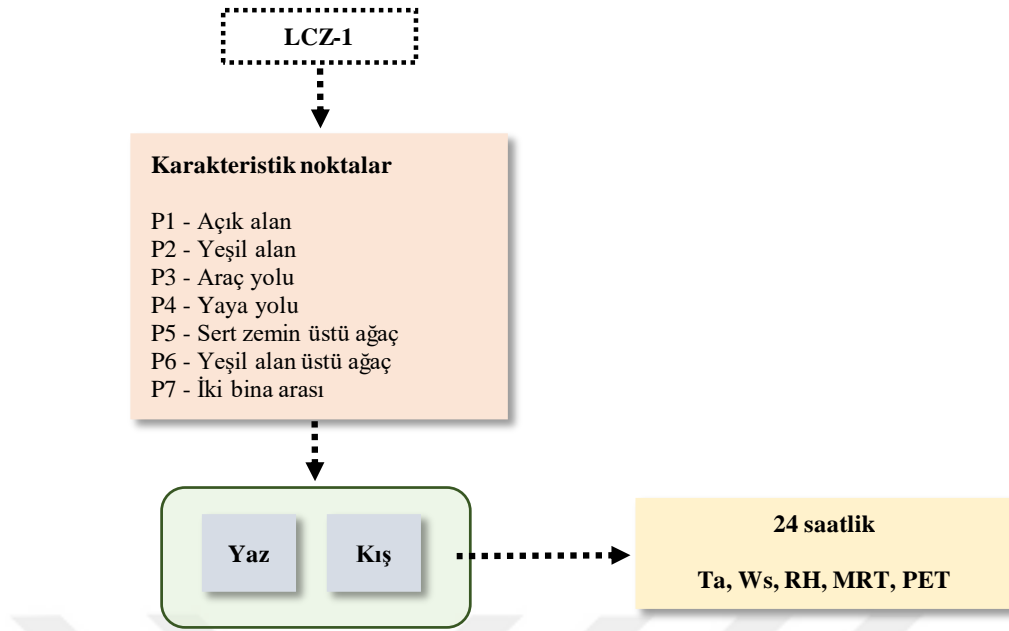 LCZ-1
Karakteristik noktalar
P1 - Açık alan
P2 - Yeşil alan
P3 - Araç yolu
P4 - Yaya yolu
P5 - Sert zemin üstü ağaç
P6 - Yeşil alan üstü ağaç
P7 - İki bina arası
Yaz
Kış
24 saatlik
Ta, Ws, RH, MRT, PET